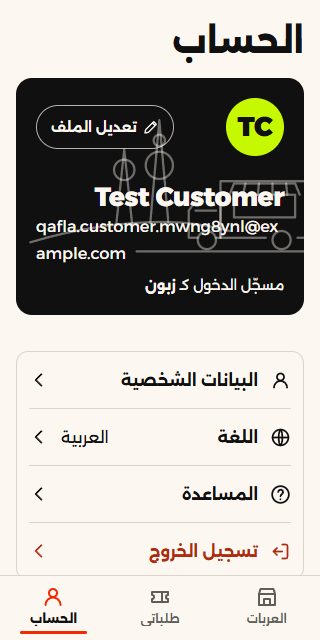 الحساب
TC
تعديل الملف
Test Customer
qafla.customer.mwng8ynl@ex
ample.com
مسجّل الدخول كـ زبون
البيانات الشخصية
اللغة
العربية
المساعدة
تسجيل الخروج
العربات
طلباتي
الحساب